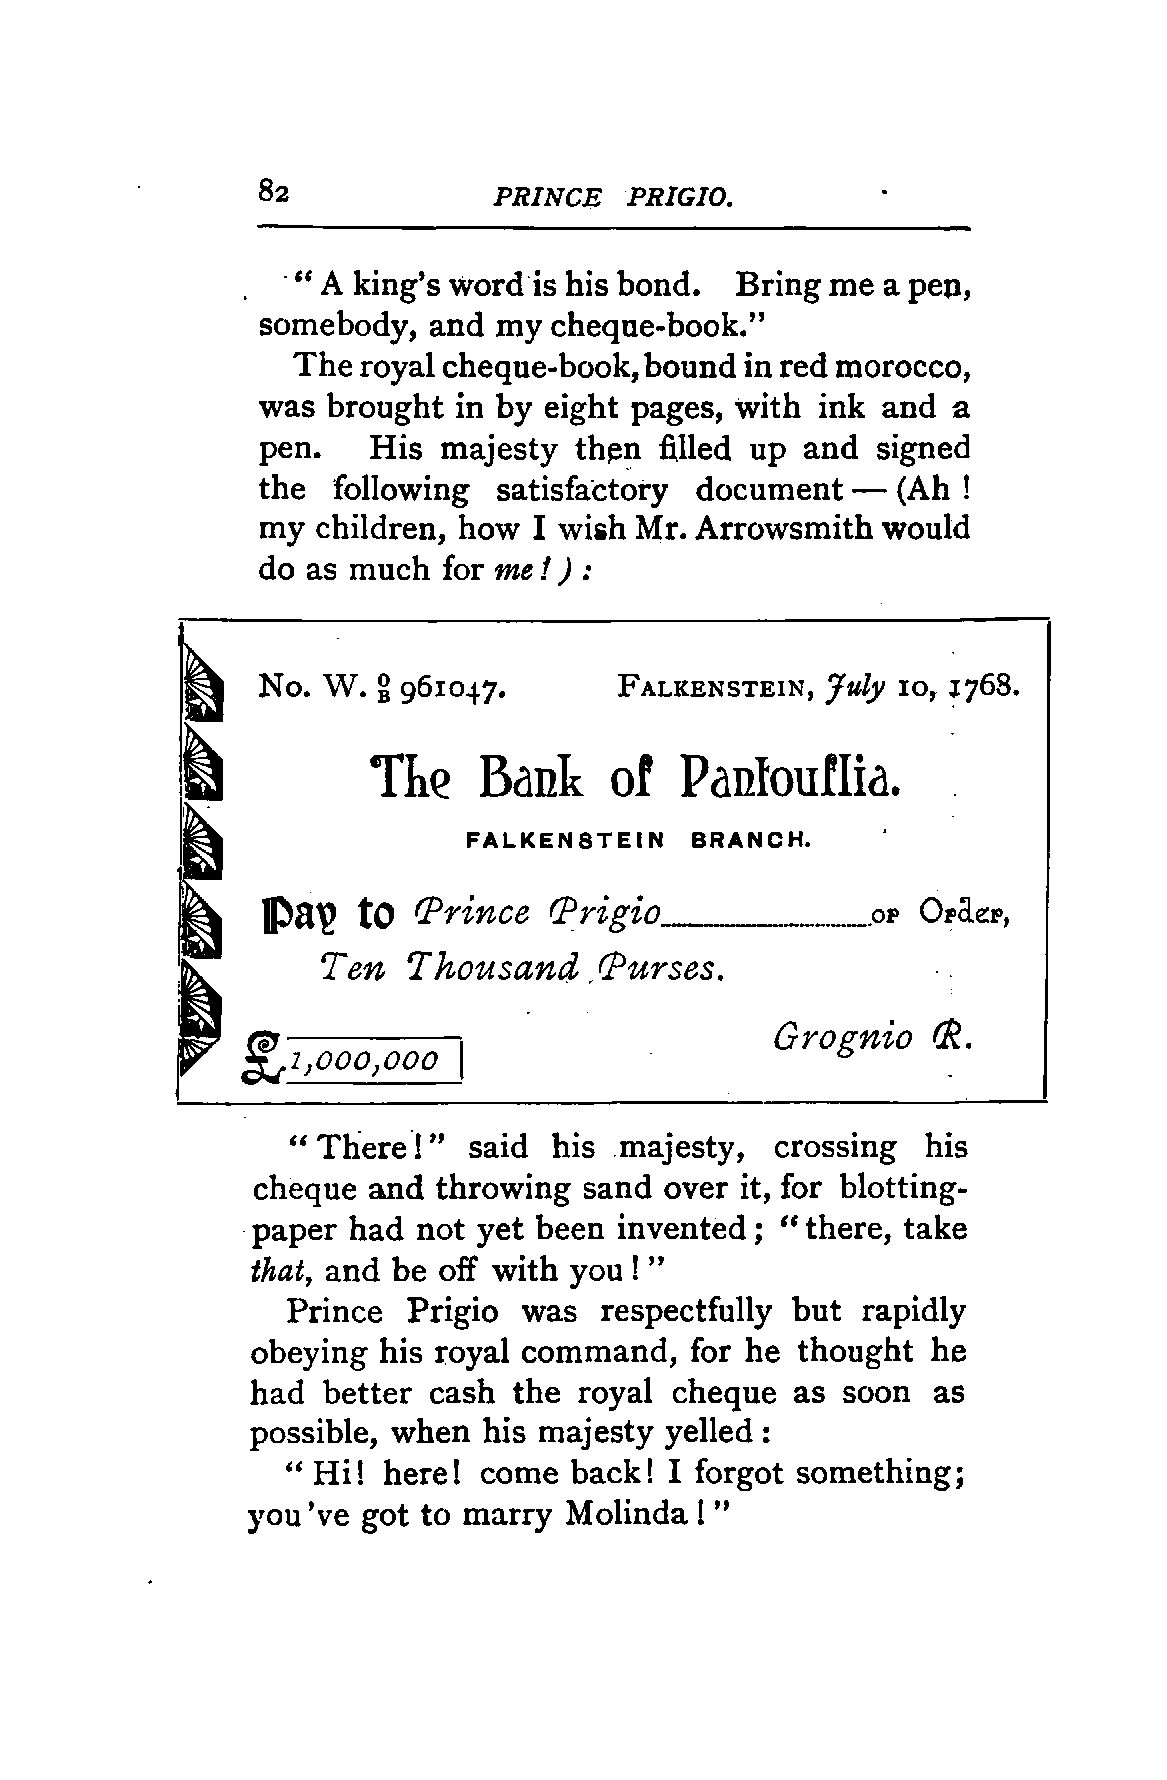 82 PRINCE PRIGIO.
“ A king's word is his bond. Bring me a pen,
somebody, and my cheque-book.”
The royal cheque-book, bound in red morocco,
was brought in by eight pages, with ink and a
pen. His majesty then filled up and signed
the following satisfactory document — (Ah !
my children, how I wish Mr. Arrowsmith would
do as much for me ! ) :
No. W. O/B 961047. FALKENSTEIN, July 10, 1768.
The Bank of Pantouflia.
FALKENSTEIN BRANCH.
Pay to Prince Prigio or Order,
Ten Thousand Purses.
Grognio R.
£1,000,000
“ There ! ” said his majesty, crossing his
cheque and throwing sand over it, for blotting-
paper had not yet been invented ; “ there, take
that, and be off with you ! ”
Prince Prigio was respectfully but rapidly
obeying his royal command, for he thought he
had better cash the royal cheque as soon as
possible, when his majesty yelled :
“ Hi! here! come back! I forgot something;
you 've got to marry Molinda ! ”